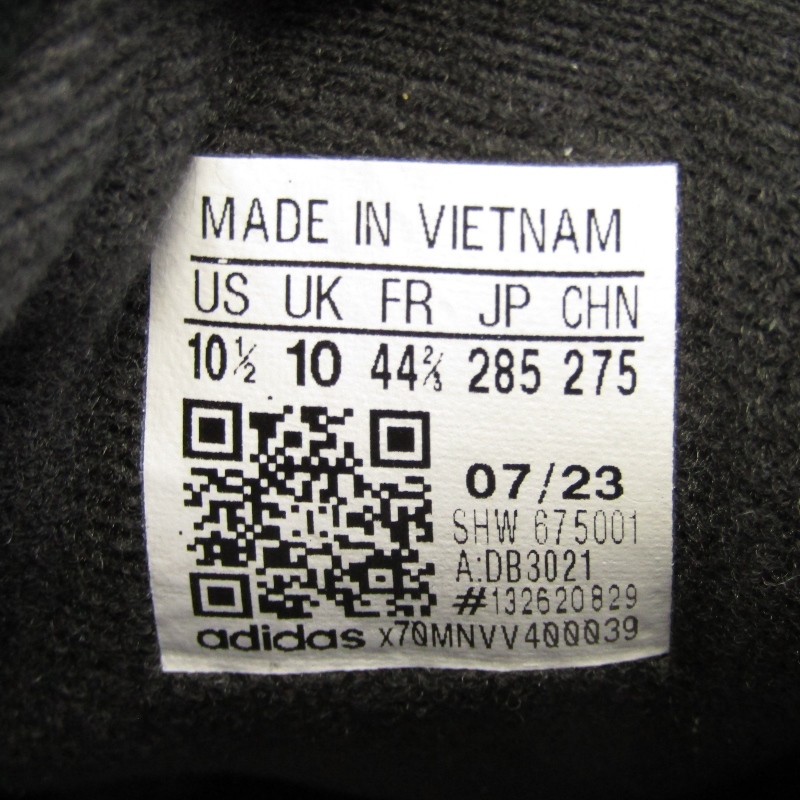 MADE IN VIETNAM
US UK FR JP CHN
10½ 10 44⅔ 285 275
07/23
SHW 675001
A:DB3021
#132620829
adidas x70MNVV400039